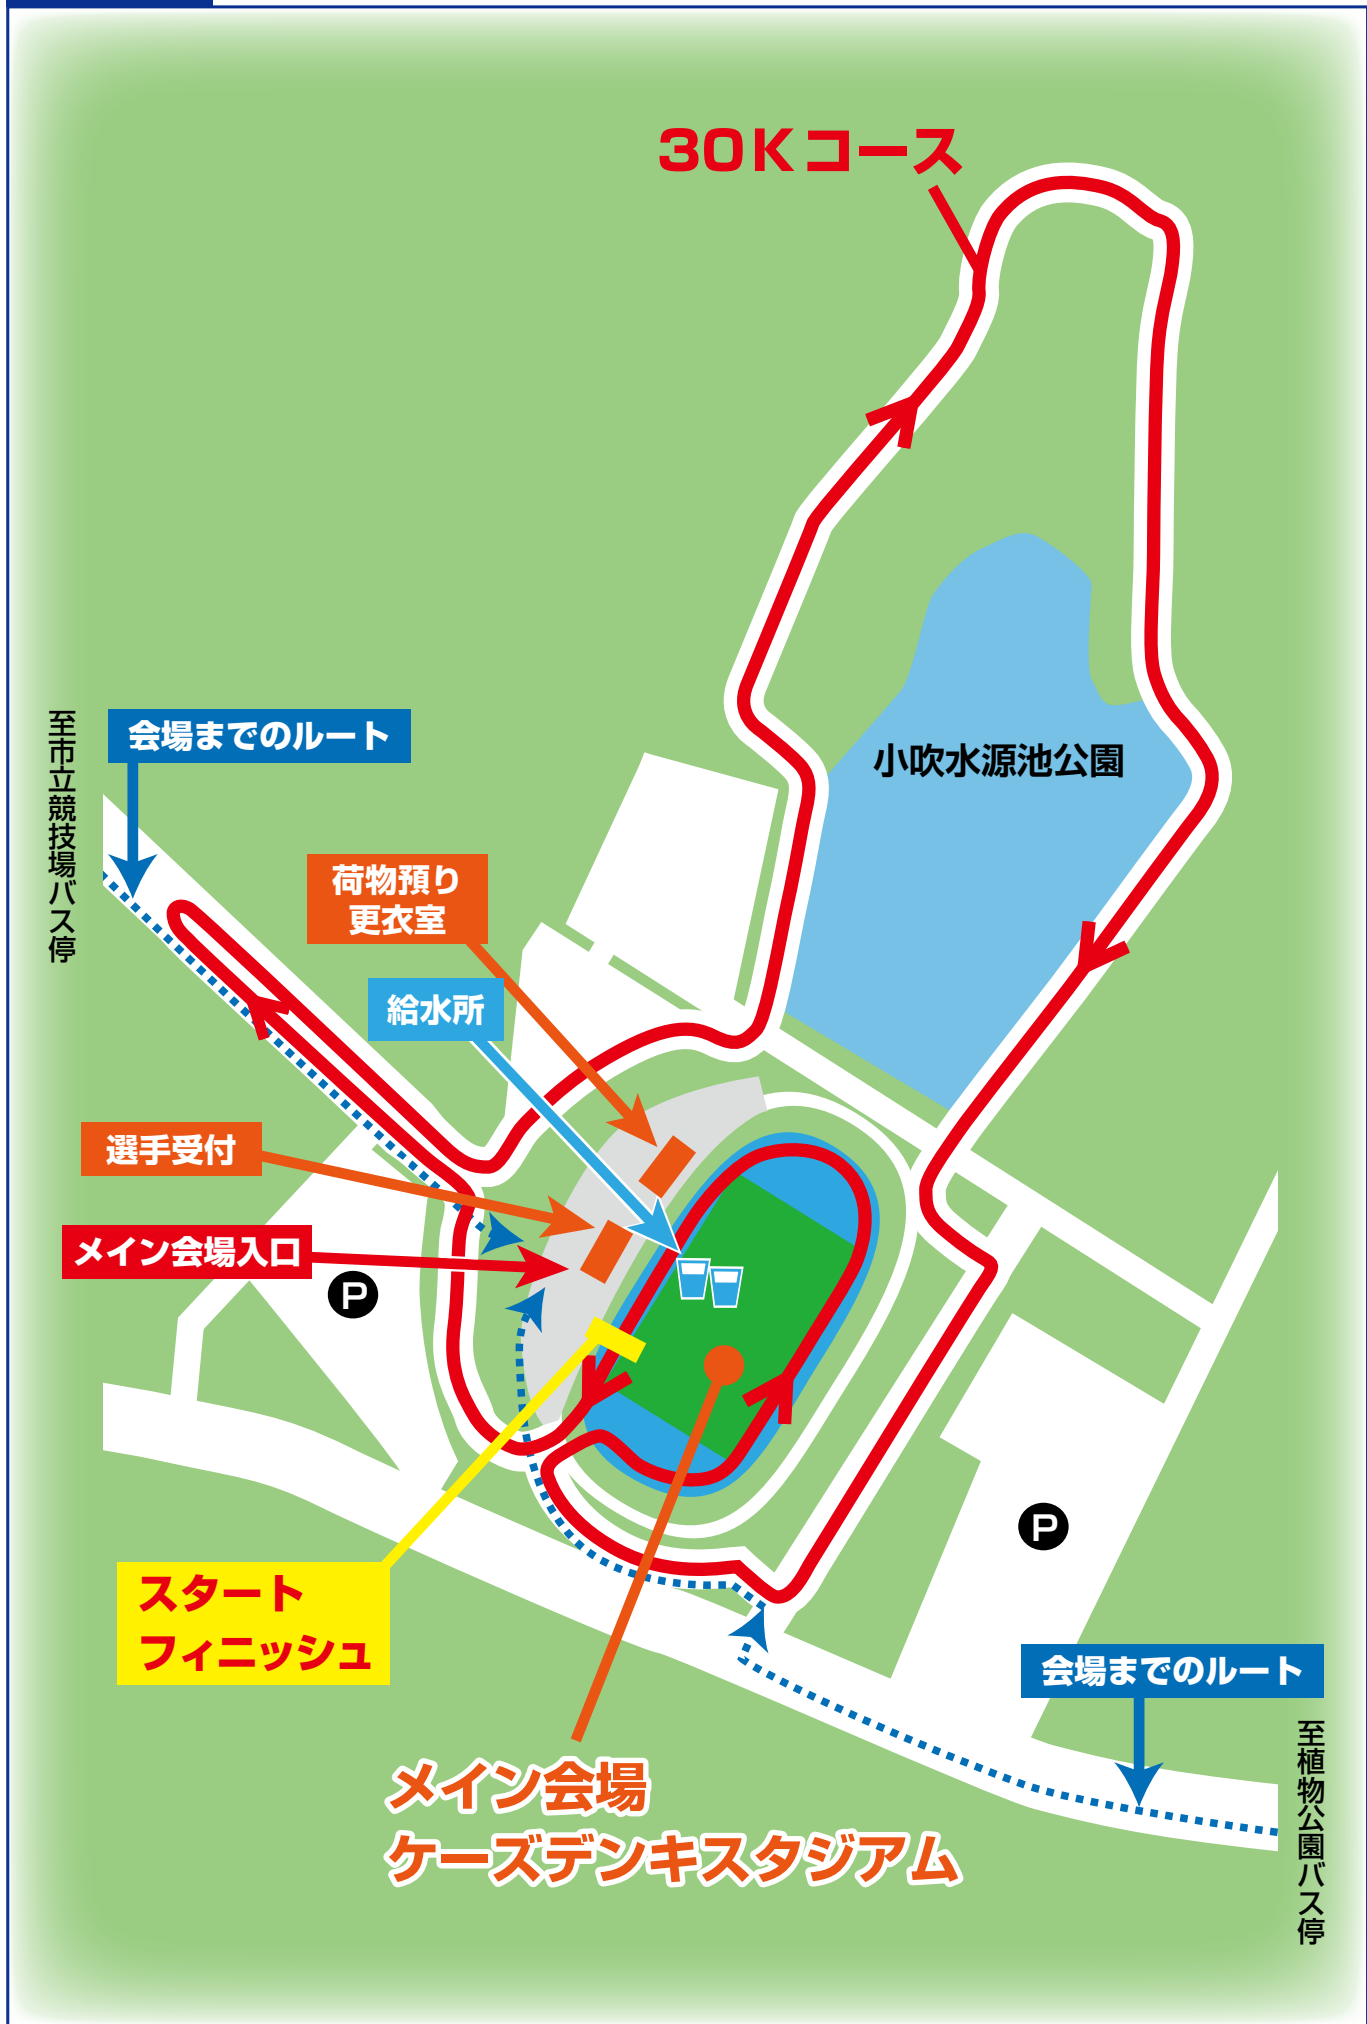 30Kコース
小吹水源池公園
至市立競技場バス停
会場までのルート
荷物預り
更衣室
給水所
選手受付
メイン会場入口
P
スタート
フィニッシュ
P
会場までのルート
至植物公園バス停
メイン会場
ケーズデンキスタジアム